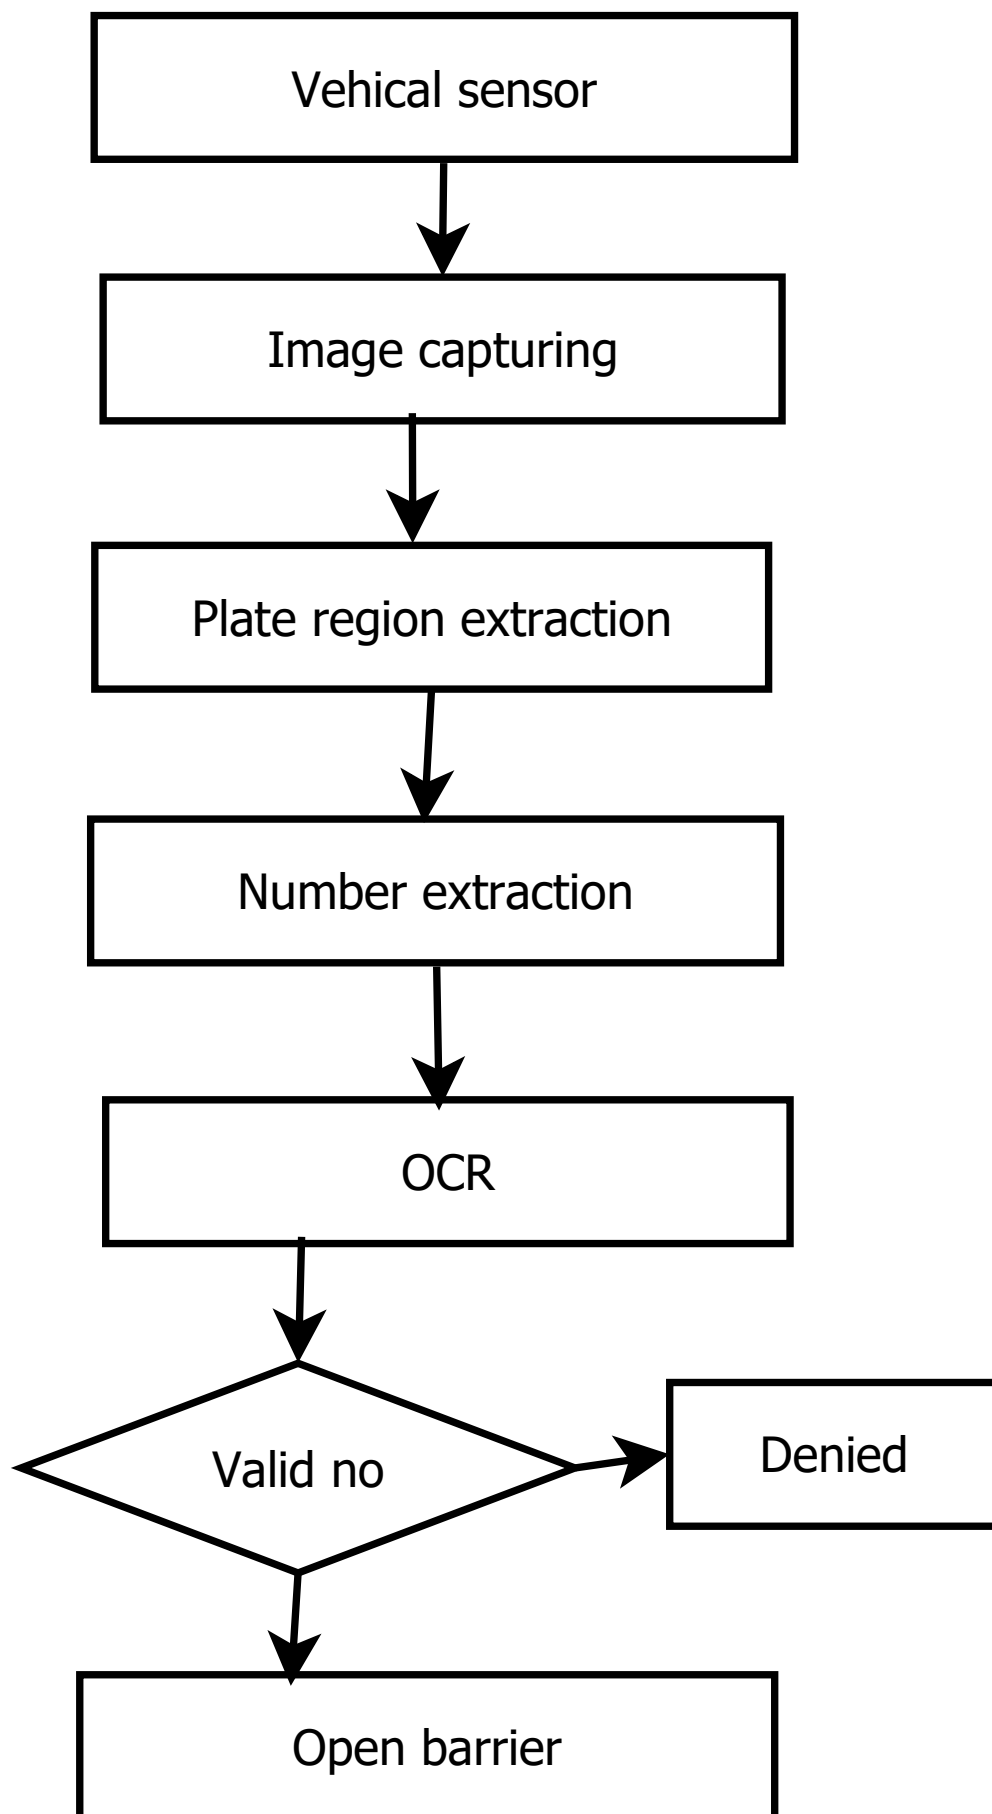 Vehical sensor
Image capturing
Plate region extraction
Number extraction
OCR
Valid no
Denied
Open barrier